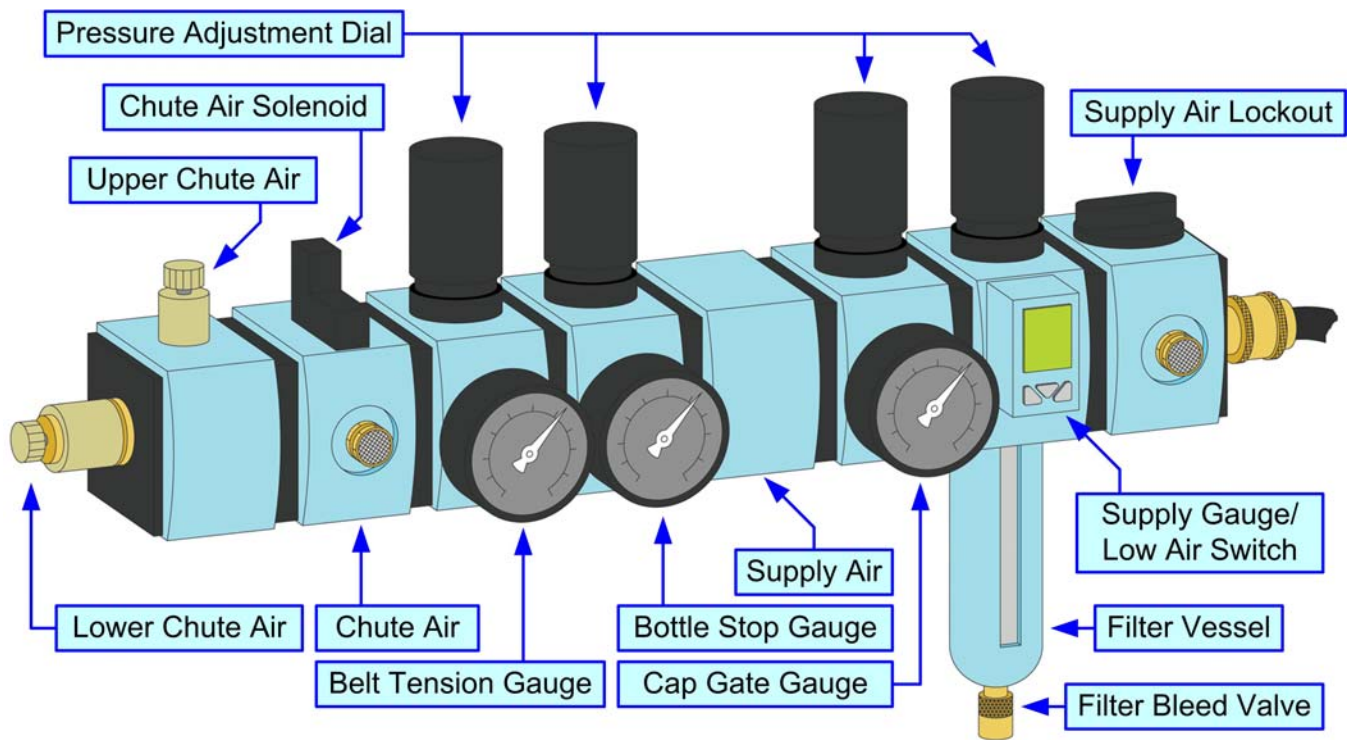 Pressure Adjustment Dial
Chute Air Solenoid
Supply Air Lockout
Upper Chute Air
Supply Gauge/
Low Air Switch
Supply Air
Lower Chute Air
Chute Air
Bottle Stop Gauge
Filter Vessel
Belt Tension Gauge
Cap Gate Gauge
Filter Bleed Valve